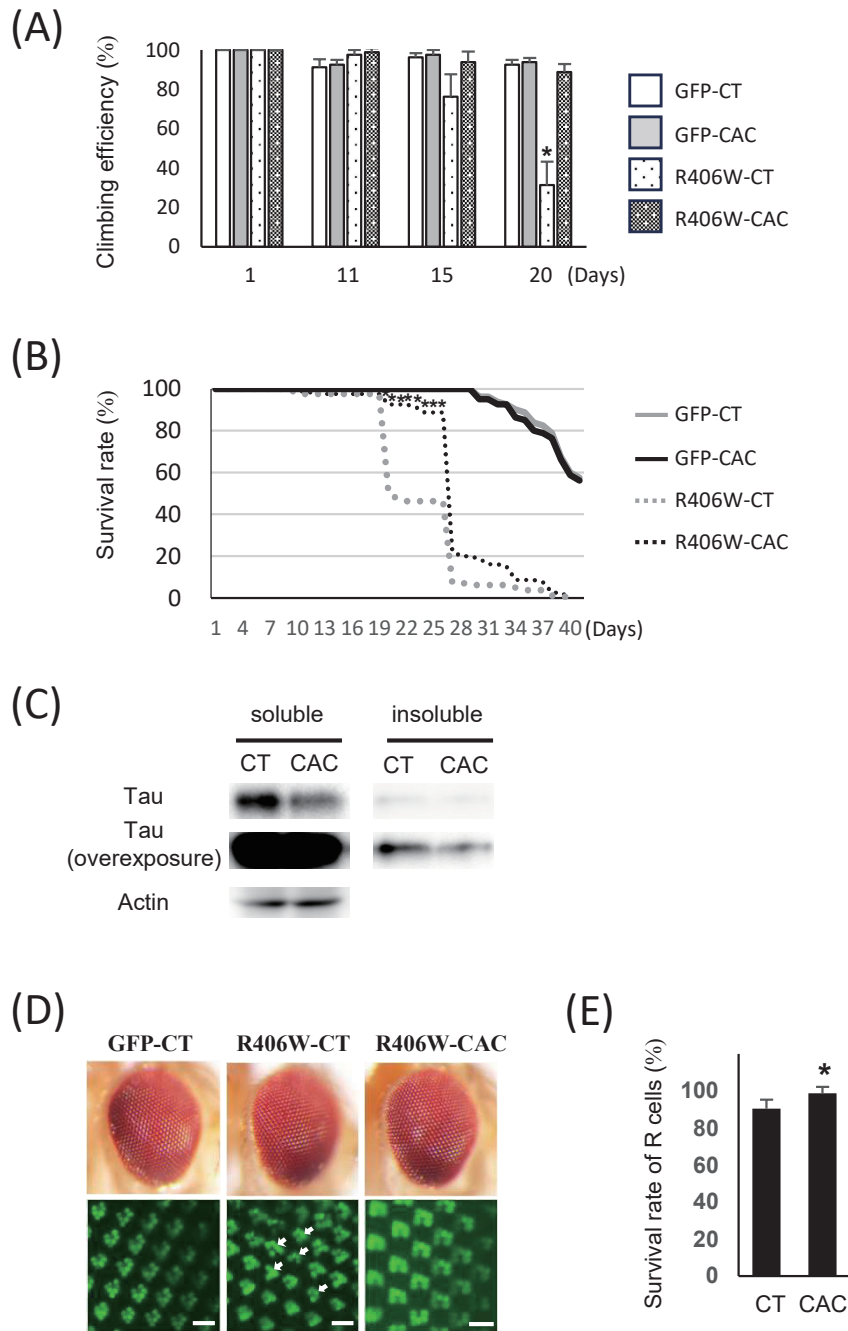 (A)
Climbing efficiency (%)
100
80
60
40
20
0
*
1 11 15 20 (Days)
GFP-CT
GFP-CAC
R406W-CT
R406W-CAC
(B)
Survival rate (%)
100
80
60
40
20
0
*******
1 4 7 10 13 16 19 22 25 28 31 34 37 40 (Days)
GFP-CT
GFP-CAC
R406W-CT
R406W-CAC
(C)
soluble insoluble
CT CAC CT CAC
Tau
Tau
(overexposure)
Actin
(D)
GFP-CT R406W-CT R406W-CAC
(E)
Survival rate of R cells (%)
100
80
60
40
20
0
*
CT CAC